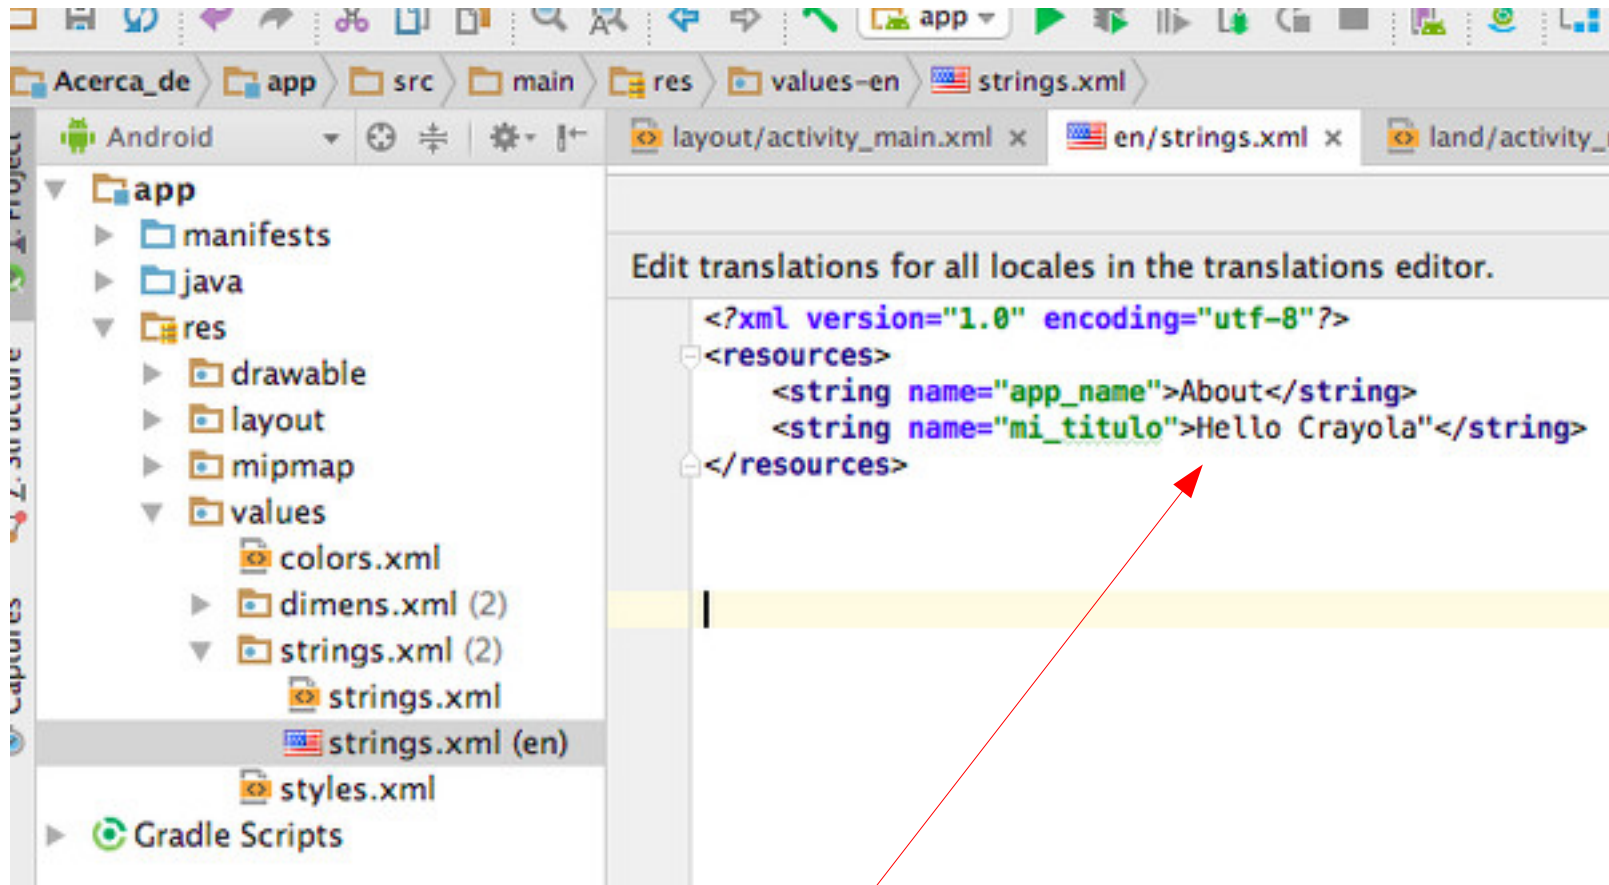 app
Acerca_de app src main res values-en strings.xml
Project
Android
layout/activity_main.xml en/strings.xml
app
manifests
java
res
drawable
layout
mipmap
values
colors.xml
dimens.xml (2)
strings.xml (2)
strings.xml
strings.xml (en)
styles.xml
Gradle Scripts
Z: Structure
Captures
Edit translations for all locales in the translations editor.
<?xml version="1.0" encoding="utf-8"?>
<resources>
<string name="app_name">About</string>
<string name="mi_titulo">Hello Crayola"</string>
</resources>